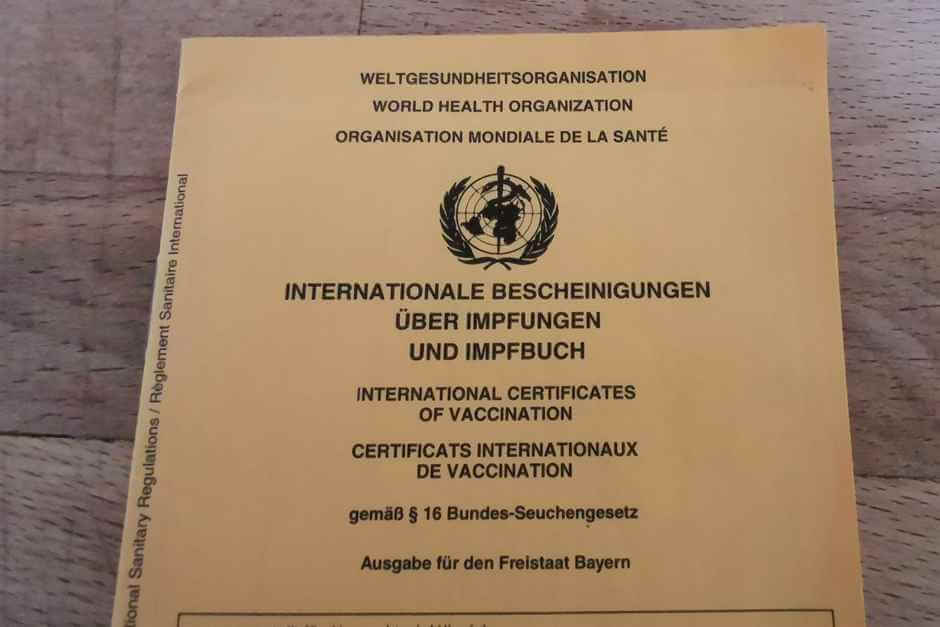 WELTGESUNDHEITSORGANISATION
WORLD HEALTH ORGANIZATION
ORGANISATION MONDIALE DE LA SANTÉ
INTERNATIONALE BESCHEINIGUNGEN
ÜBER IMPFUNGEN
UND IMPFBUCH
INTERNATIONAL CERTIFICATES
OF VACCINATION
CERTIFICATS INTERNATIONAUX
DE VACCINATION
gemäß § 16 Bundes-Seuchengesetz
Ausgabe für den Freistaat Bayern
tional Sanitary Regulations / Règlement Sanitaire International